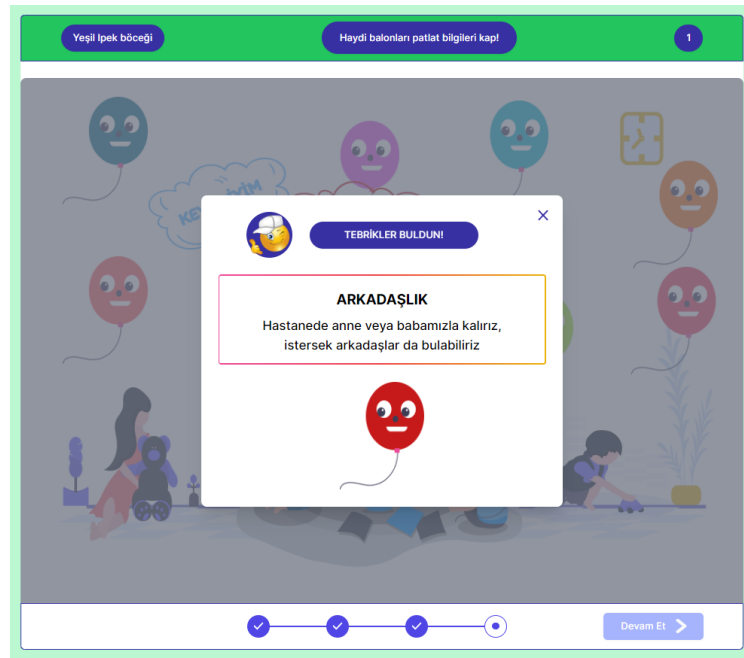 Yeşil Ipek böceği
Haydi balonları patlat bilgileri kap!
1
TEBRİKLER BULDUN!
ARKADAŞLIK
Hastanede anne veya babamızla kalırız,
istersek arkadaşlar da bulabiliriz
Devam Et